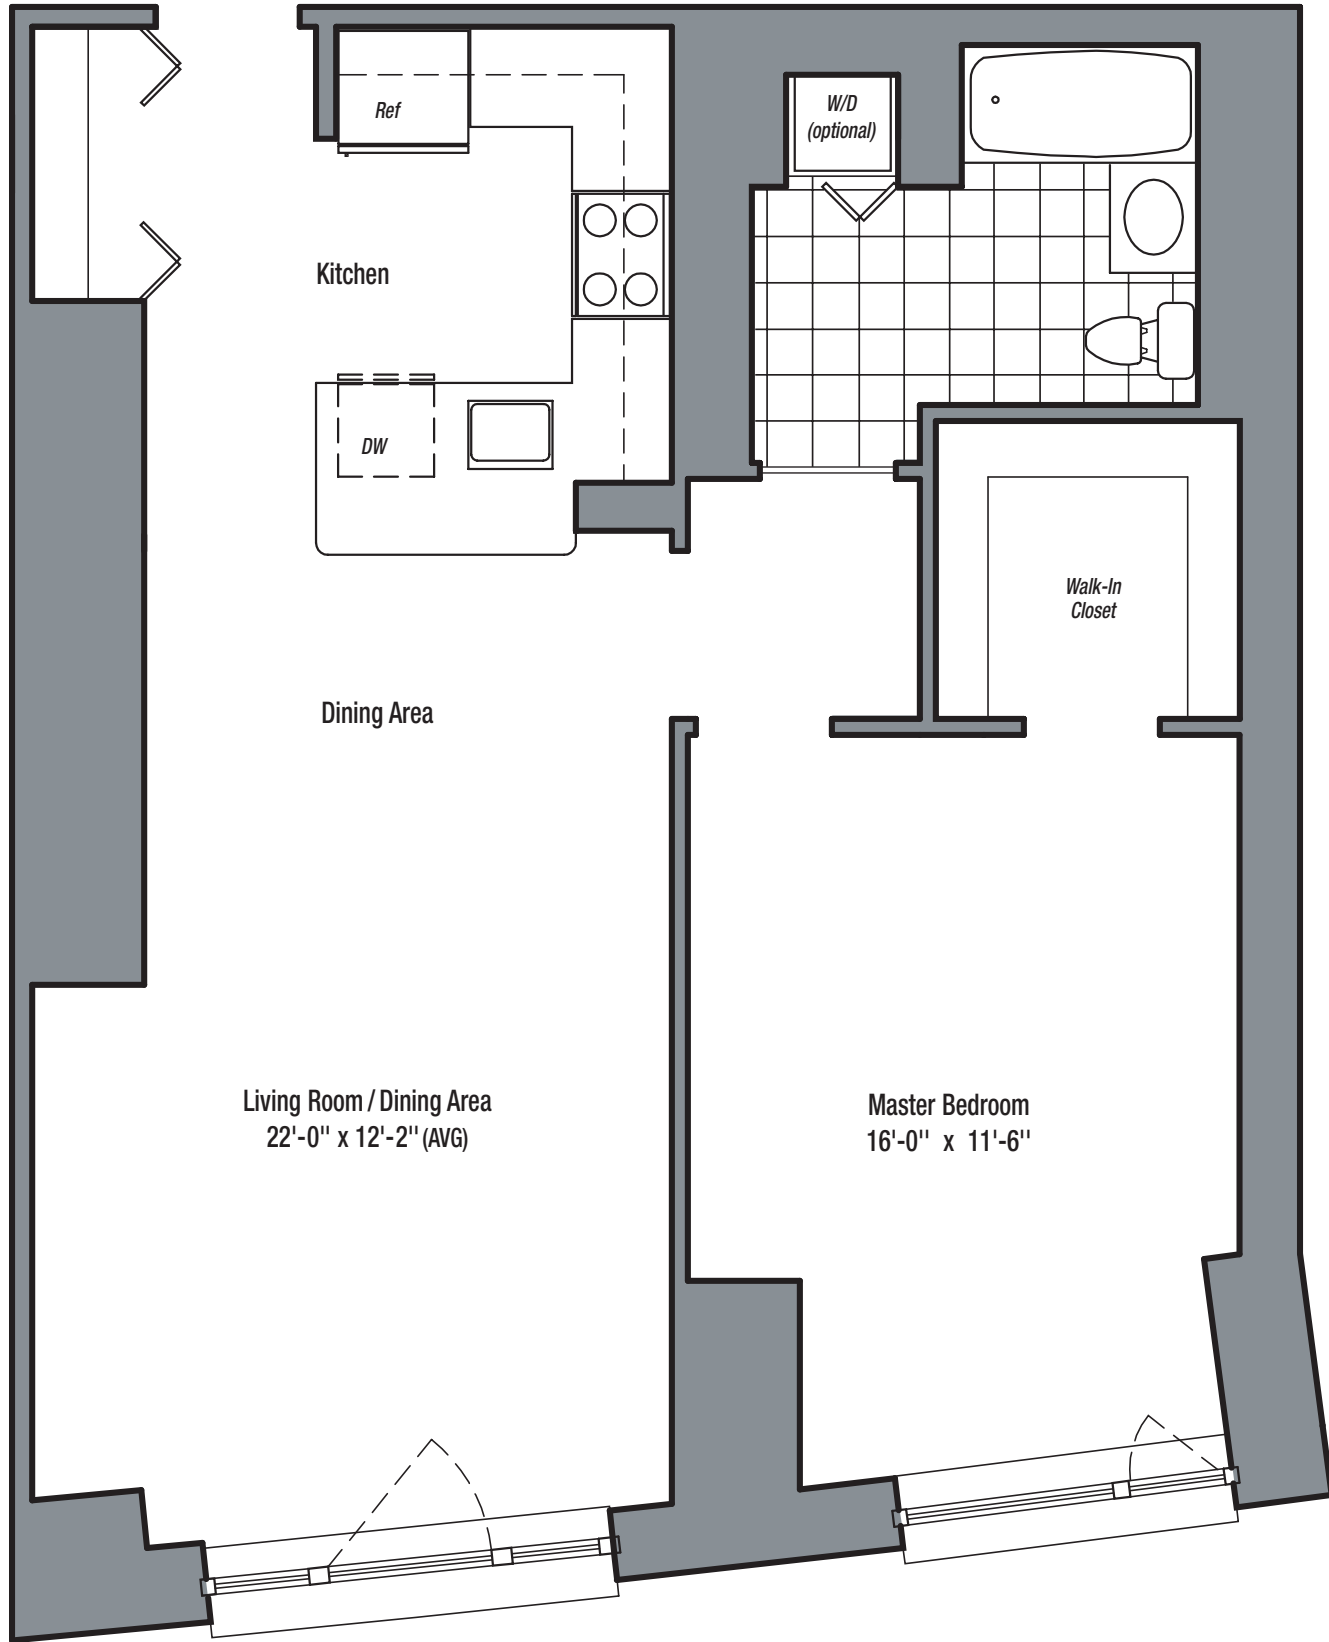 Ref
W/D
(optional)
Kitchen
DW
Walk-In
Closet
Dining Area
Living Room / Dining Area
22'-0" x 12'-2" (AVG)
Master Bedroom
16'-0" x 11'-6"